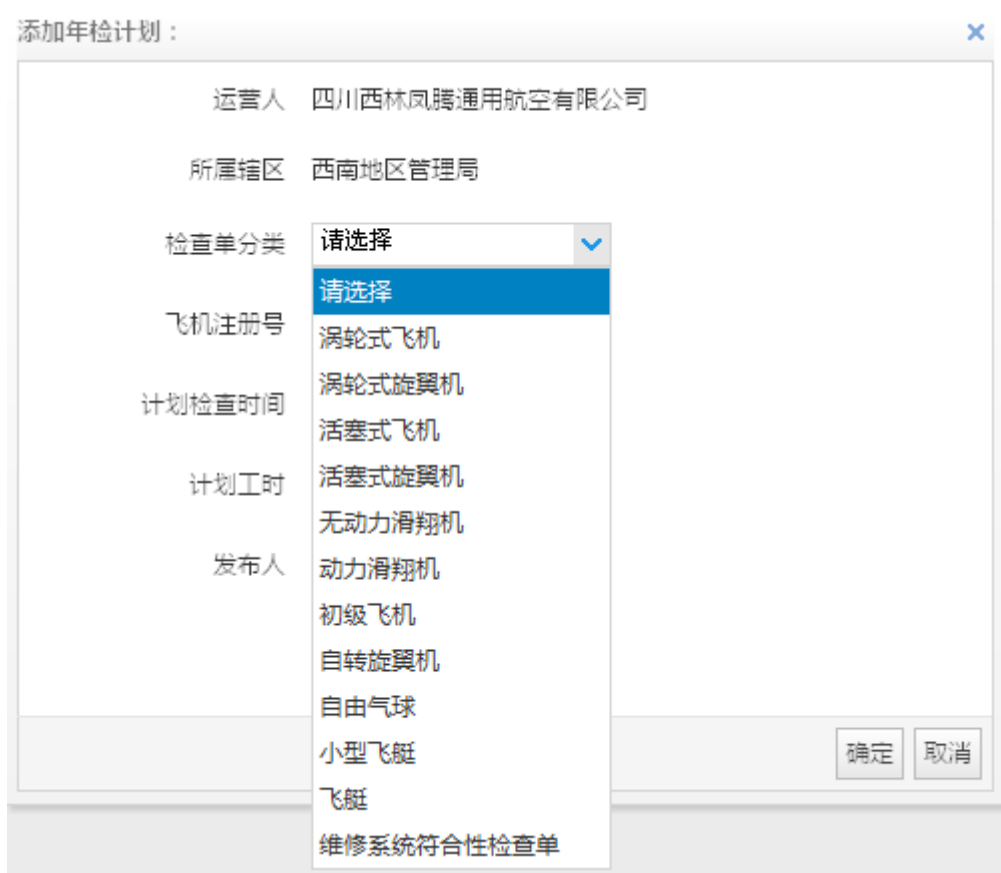 添加年检计划：
运营人 四川西林凤腾通用航空有限公司
所属辖区 西南地区管理局
检查单分类 请选择
请选择
飞机注册号
涡轮式飞机
涡轮式旋翼机
计划检查时间
活塞式飞机
计划工时
活塞式旋翼机
无动力滑翔机
发布人
动力滑翔机
初级飞机
自转旋翼机
自由气球
小型飞艇
确定 取消
飞艇
维修系统符合性检查单